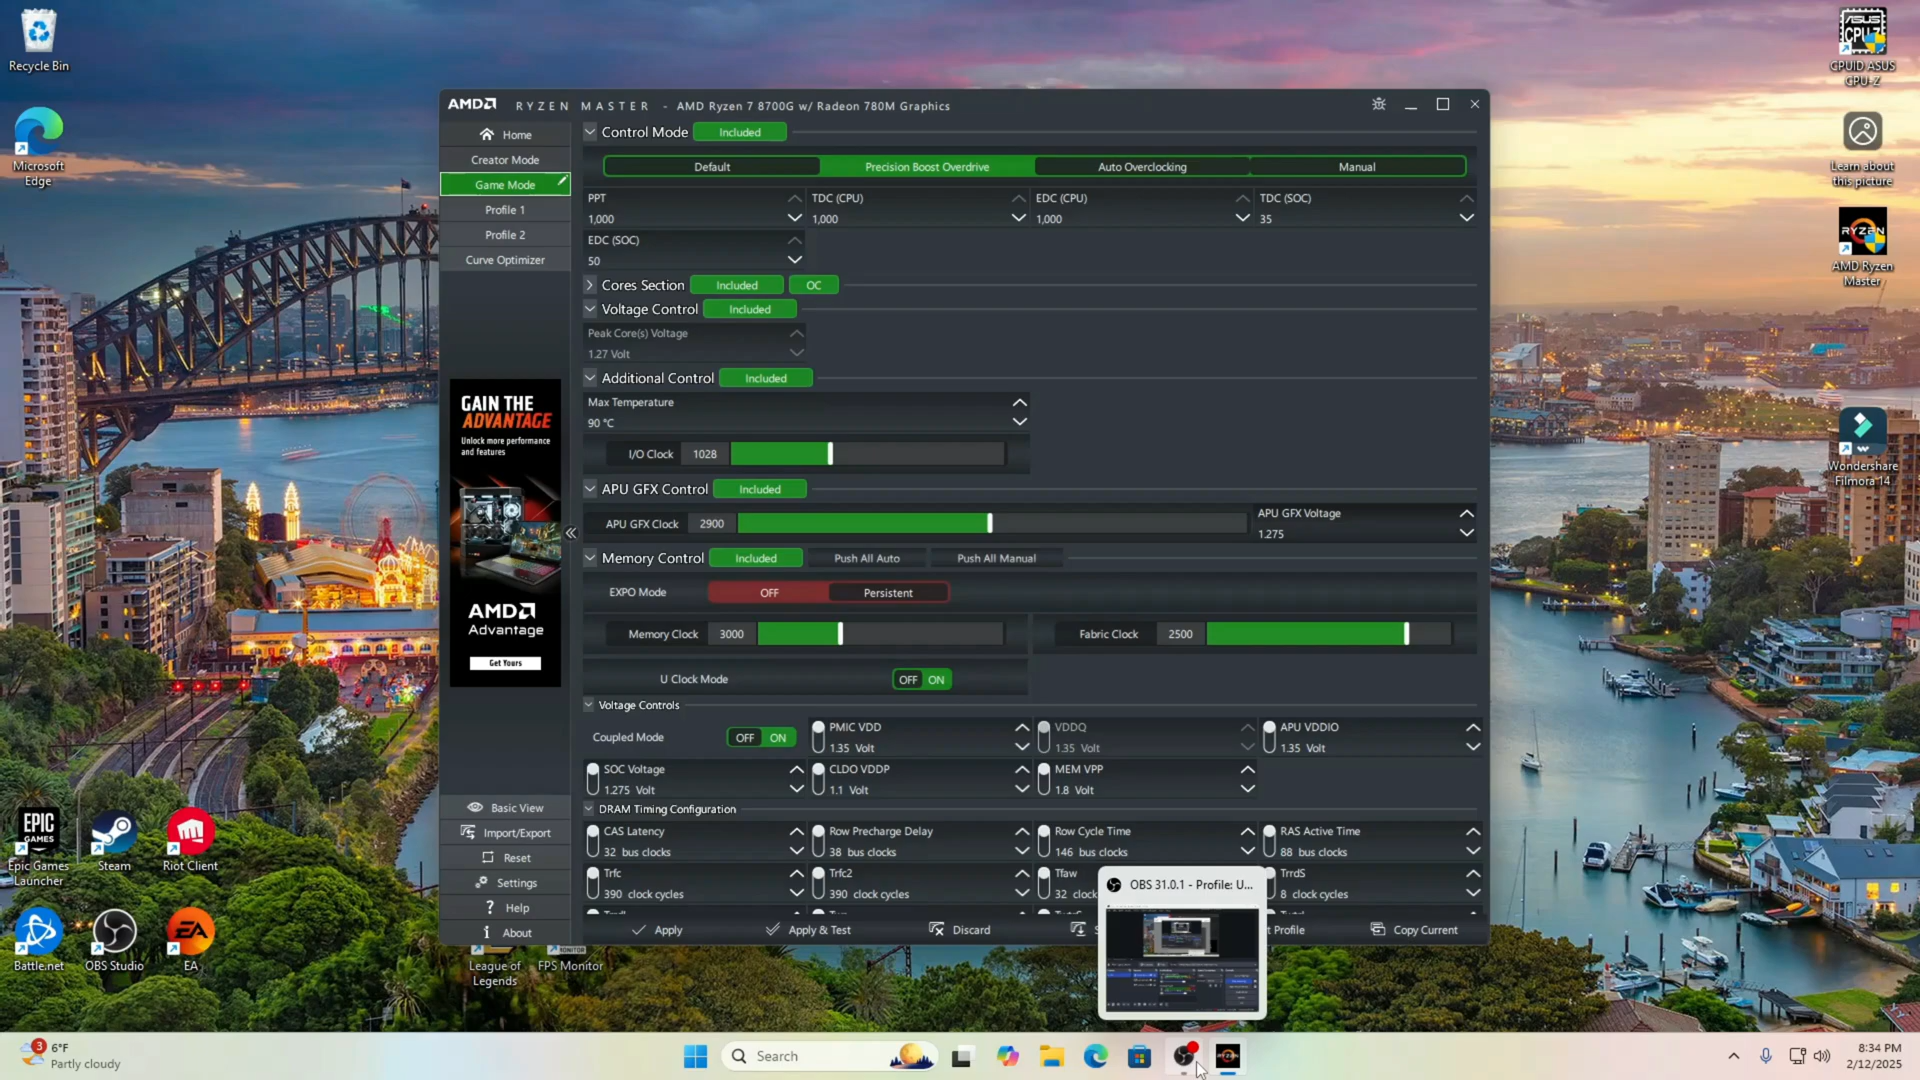 Recycle Bin
Microsoft
Edge
EPIC
GAMES
Epic Games
Launcher
Steam
Riot Client
Battle.net
OBS Studio
EA
EA
League of
Legends
MONITOR
FPS Monitor
AMD RYZEN MASTER - AMD Ryzen 7 8700G w/ Radeon 780M Graphics
Home
Creator Mode
Game Mode
Profile 1
Profile 2
Curve Optimizer
GAIN THE
ADVANTAGE
Unlock more performance
and features
AMD
Advantage
Get Yours
Basic View
Import/Export
Reset
Settings
Help
About
Control Mode Included
Default Precision Boost Overdrive Auto Overclocking Manual
PPT TDC (CPU) EDC (CPU) TDC (SOC)
1,000 1,000 1,000 35
EDC (SOC)
50
Cores Section Included OC
Voltage Control Included
Peak Core(s) Voltage
1.27 Volt
Additional Control Included
Max Temperature
90 °C
I/O Clock 1028
APU GFX Control Included
APU GFX Clock 2900 APU GFX Voltage
1.275
Memory Control Included Push All Auto Push All Manual
EXPO Mode OFF Persistent
Memory Clock 3000 Fabric Clock 2500
U Clock Mode OFF ON
Voltage Controls
Coupled Mode OFF ON
PMIC VDD VDDQ APU VDDIO
1.35 Volt 1.35 Volt 1.35 Volt
SOC Voltage CLDO VDDP MEM VPP
1.275 Volt 1.1 Volt 1.8 Volt
DRAM Timing Configuration
CAS Latency Row Precharge Delay Row Cycle Time RAS Active Time
32 bus clocks 38 bus clocks 146 bus clocks 88 bus clocks
Trfc Trfc2 Tfaw TrrdS
390 clock cycles 390 clock cycles 32 8 clock cycles
Apply Apply & Test Discard Profile Copy Current
OBS 31.0.1 - Profile: U...
ASUS
CPU-Z
CPUID ASUS
CPU-Z
Learn about
this picture
RYZEN
AMD Ryzen
Master
Wondershare
Filmora 14
3
6°F
Partly cloudy
Search
RYZEN
8:34 PM
2/12/2025